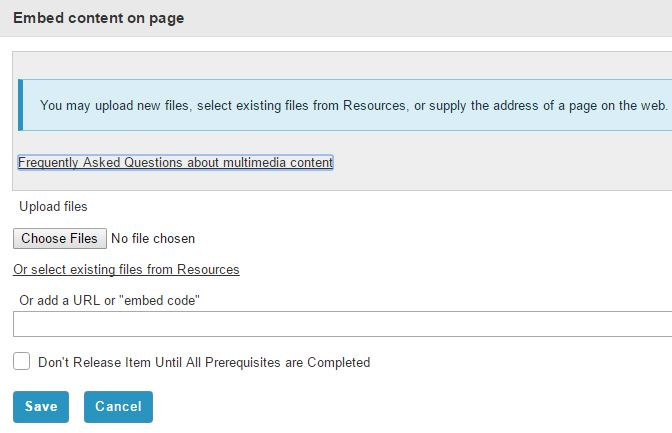 Embed content on page
You may upload new files, select existing files from Resources, or supply the address of a page on the web.
Frequently Asked Questions about multimedia content
Upload files
Choose Files No file chosen
Or select existing files from Resources
Or add a URL or "embed code"
Don't Release Item Until All Prerequisites are Completed
Save Cancel